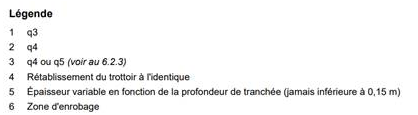 Légende
1 q3
2 q4
3 q4 ou q5 (voir au 6.2.3)
4 Rétablissement du trottoir à l'identique
5 Épaisseur variable en fonction de la profondeur de tranchée (jamais inférieure à 0,15 m)
6 Zone d'enrobage